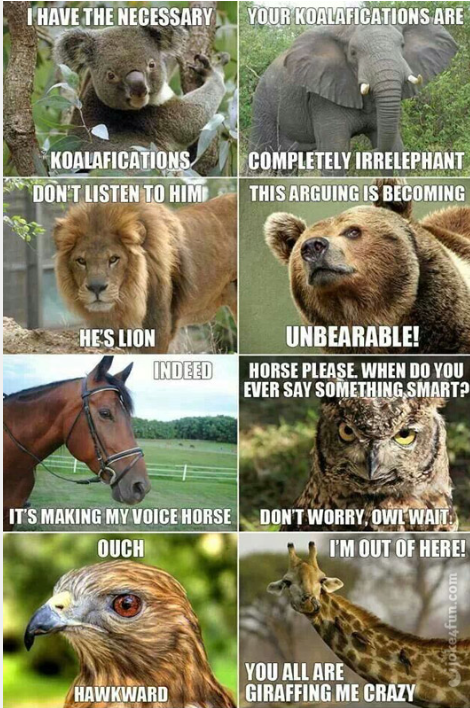 I HAVE THE NECESSARY
KOALAFICATIONS
YOUR KOALAFICATIONS ARE
COMPLETELY IRRELEPHANT
DON'T LISTEN TO HIM
HE'S LION
THIS ARGUING IS BECOMING
UNBEARABLE!
INDEED
IT'S MAKING MY VOICE HORSE
HORSE PLEASE. WHEN DO YOU
EVER SAY SOMETHING SMART?
DON'T WORRY, OWL WAIT.
OUCH
HAWKWARD
I'M OUT OF HERE!
YOU ALL ARE
GIRAFFING ME CRAZY
joke4fun.com